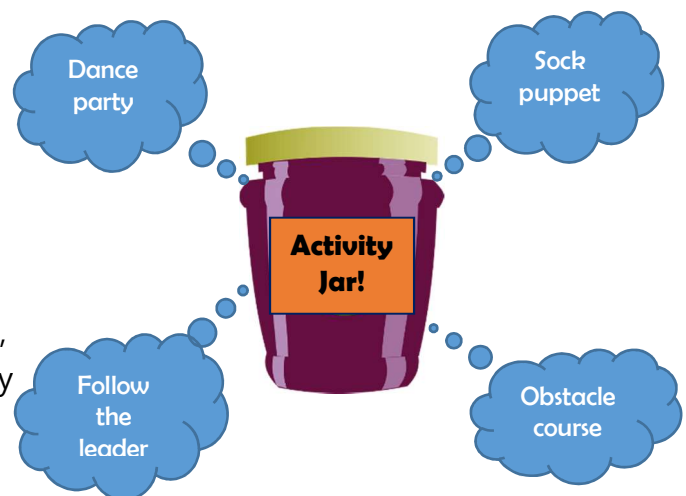 Dance
party
Sock
puppet
Activity
Jar!
,
y
Follow
the
leader
Obstacle
course